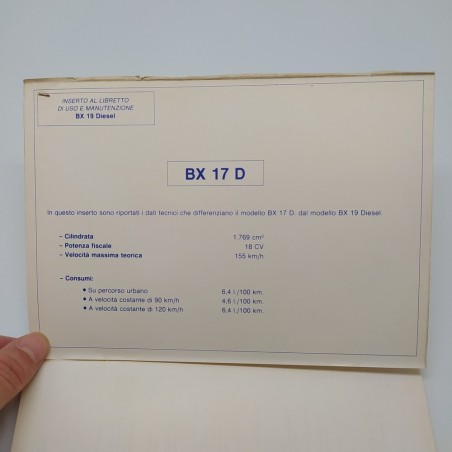 INSERTO AL LIBRETTO
DI USO E MANUTENZIONE
BX 19 Diesel
BX 17 D
In questo inserto sono riportati i dati tecnici che differenziano il modello BX 17 D. dal modello BX 19 Diesel.
– Cilindrata 1.769 cm³
– Potenza fiscale 18 CV
– Velocità massima teorica 155 km/h
– Consumi:
● Su percorso urbano 6,4 l./100 km.
● A velocità costante di 90 km/h 4,6 l./100 km.
● A velocità costante di 120 km/h 6,4 l./100 km.